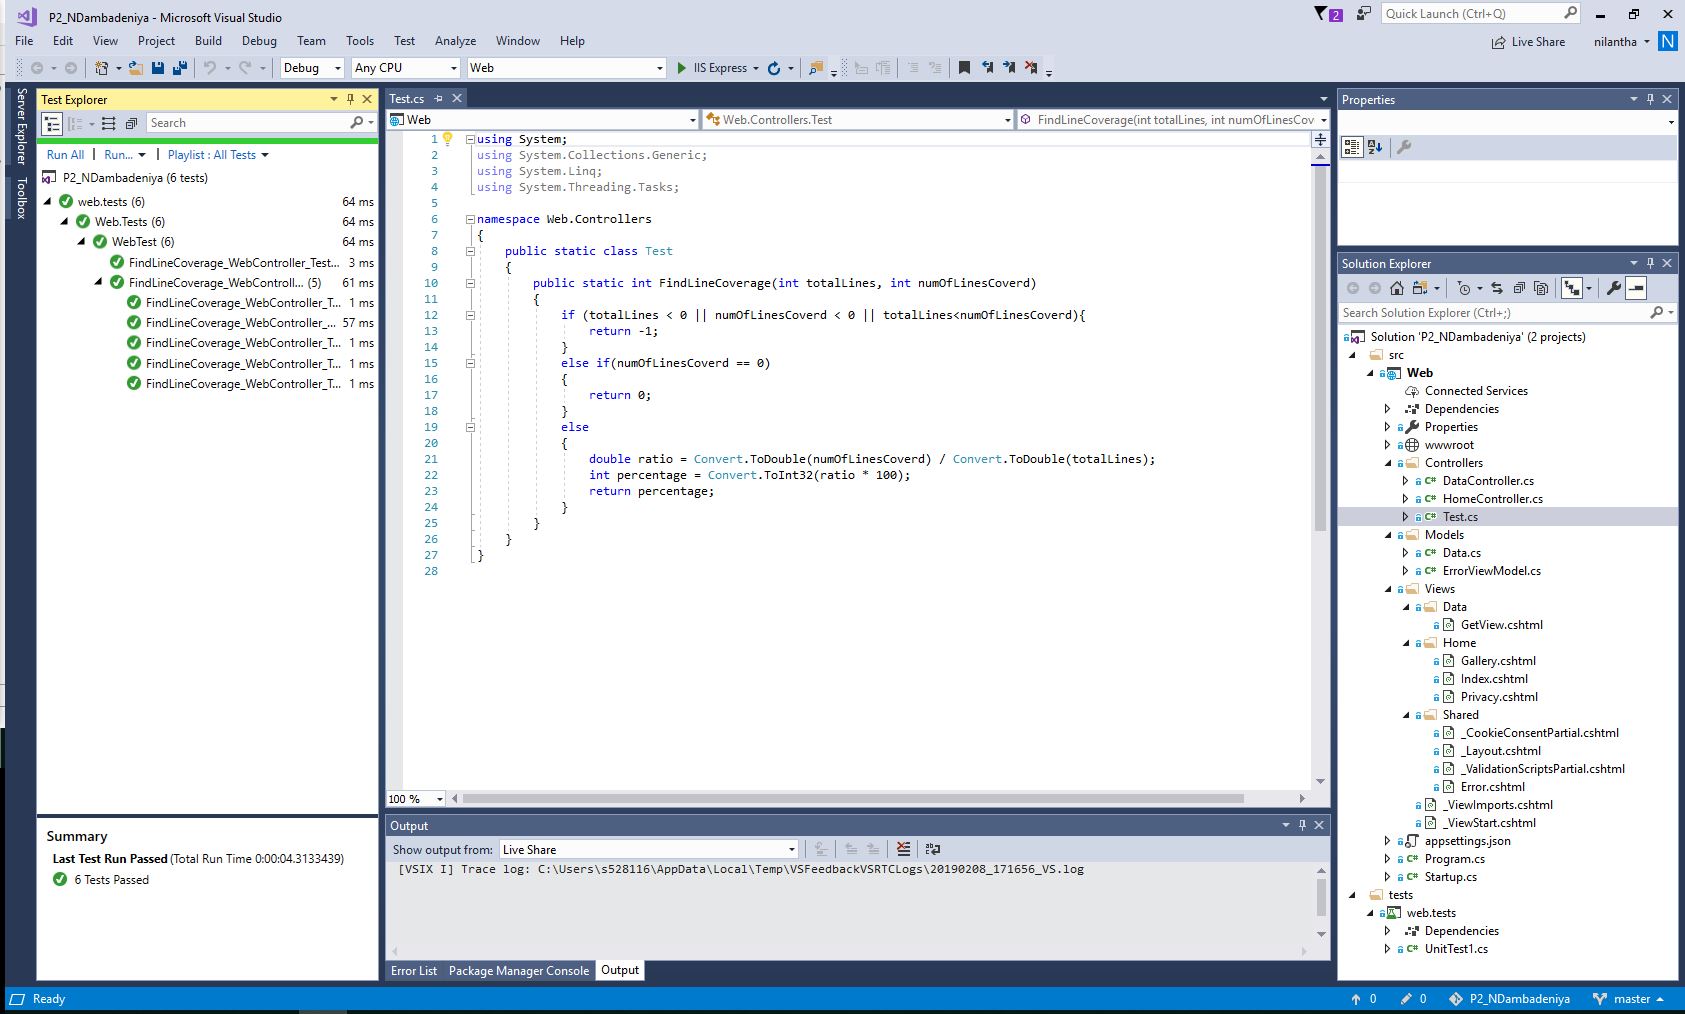 P2_NDambadeniya - Microsoft Visual Studio
2
Quick Launch (Ctrl+Q)
File Edit View Project Build Debug Team Tools Test Analyze Window Help
Live Share nilantha N
Debug Any CPU Web IIS Express
Server Explorer
Toolbox
Test Explorer
Search
Run All | Run... | Playlist : All Tests
P2_NDambadeniya (6 tests)
web.tests (6) 64 ms
Web.Tests (6) 64 ms
WebTest (6) 64 ms
FindLineCoverage_WebController_Test... 3 ms
FindLineCoverage_WebControll... (5) 61 ms
FindLineCoverage_WebController_T... 1 ms
FindLineCoverage_WebController_... 57 ms
FindLineCoverage_WebController_T... 1 ms
FindLineCoverage_WebController_T... 1 ms
FindLineCoverage_WebController_T... 1 ms
Summary
Last Test Run Passed (Total Run Time 0:00:04.3133439)
6 Tests Passed
Test.cs
Web Web.Controllers.Test FindLineCoverage(int totalLines, int numOfLinesCov
1 using System;
2 using System.Collections.Generic;
3 using System.Linq;
4 using System.Threading.Tasks;
5
6 namespace Web.Controllers
7 {
8 public static class Test
9 {
10 public static int FindLineCoverage(int totalLines, int numOfLinesCoverd)
11 {
12 if (totalLines < 0 || numOfLinesCoverd < 0 || totalLines<numOfLinesCoverd){
13 return -1;
14 }
15 else if(numOfLinesCoverd == 0)
16 {
17 return 0;
18 }
19 else
20 {
21 double ratio = Convert.ToDouble(numOfLinesCoverd) / Convert.ToDouble(totalLines);
22 int percentage = Convert.ToInt32(ratio * 100);
23 return percentage;
24 }
25 }
26 }
27 }
28
100 %
Output
Show output from: Live Share
[VSIX I] Trace log: C:\Users\s528116\AppData\Local\Temp\VSFeedbackVSRTCLogs\20190208_171656_VS.log
Error List Package Manager Console Output
Properties
Solution Explorer
Search Solution Explorer (Ctrl+;)
Solution 'P2_NDambadeniya' (2 projects)
src
Web
Connected Services
Dependencies
Properties
wwwroot
Controllers
C# DataController.cs
C# HomeController.cs
C# Test.cs
Models
C# Data.cs
C# ErrorViewModel.cs
Views
Data
GetView.cshtml
Home
Gallery.cshtml
Index.cshtml
Privacy.cshtml
Shared
_CookieConsentPartial.cshtml
_Layout.cshtml
_ValidationScriptsPartial.cshtml
Error.cshtml
_ViewImports.cshtml
_ViewStart.cshtml
appsettings.json
C# Program.cs
C# Startup.cs
tests
web.tests
Dependencies
C# UnitTest1.cs
Ready 0 0 P2_NDambadeniya master